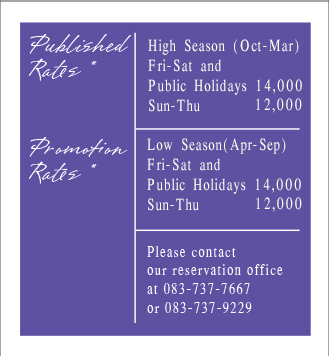 Published
Rates *
High Season (Oct-Mar)
Fri-Sat and
Public Holidays 14,000
Sun-Thu 12,000
Promotion
Rates *
Low Season(Apr-Sep)
Fri-Sat and
Public Holidays 14,000
Sun-Thu 12,000
Please contact
our reservation office
at 083-737-7667
or 083-737-9229